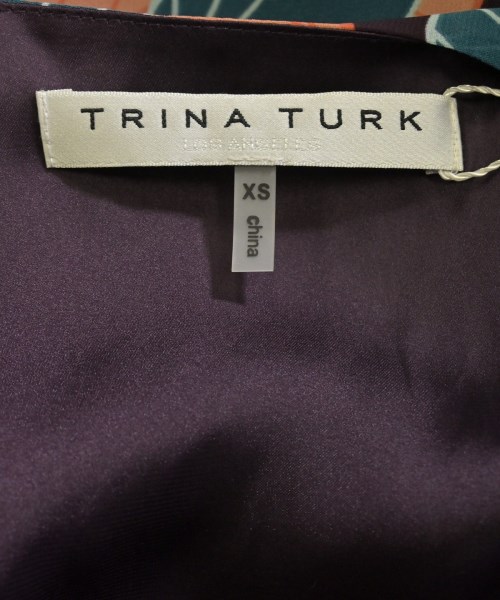 TRINA TURK
LOS ANGELES
XS
china